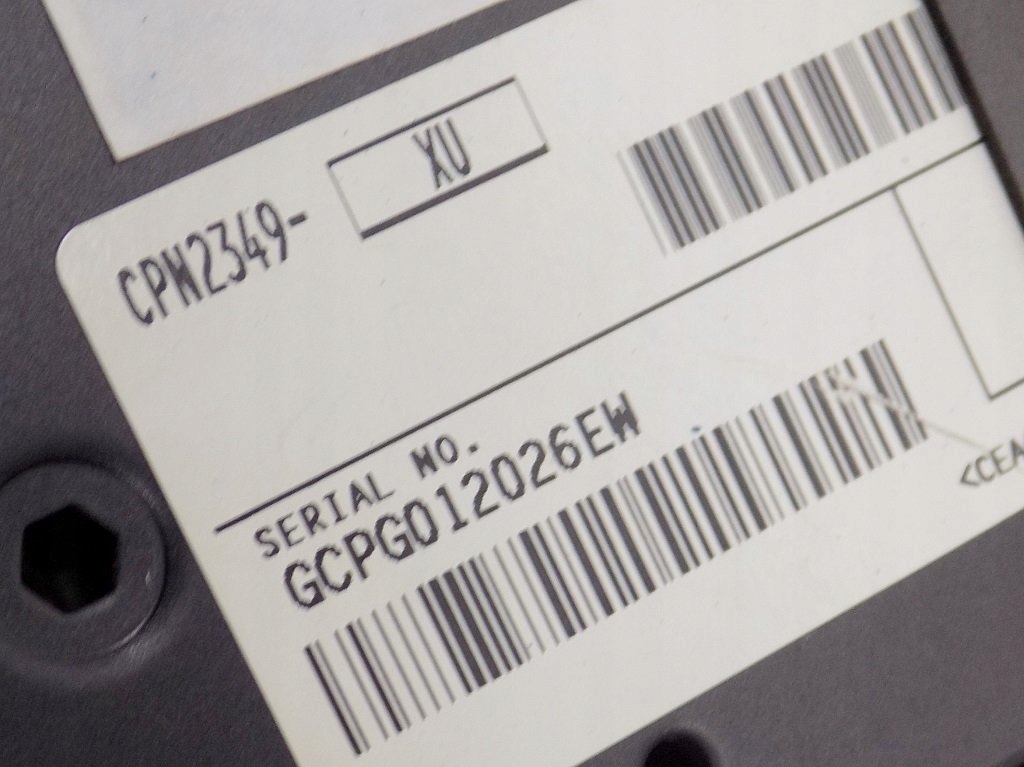 CPN2349- XU
SERIAL NO.
GCPG012026EW
<CEA